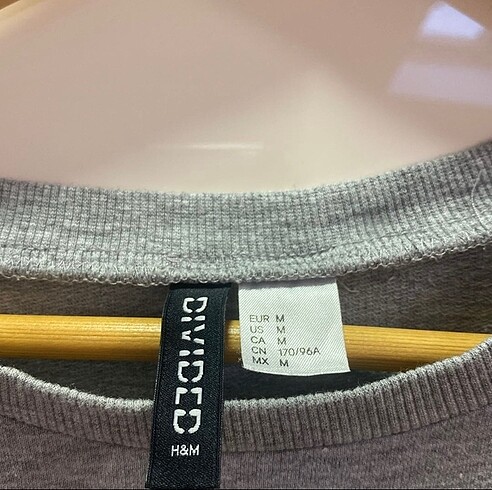 DIVIDED
H&M
EUR M
US M
CA M
CN 170/96A
MX M